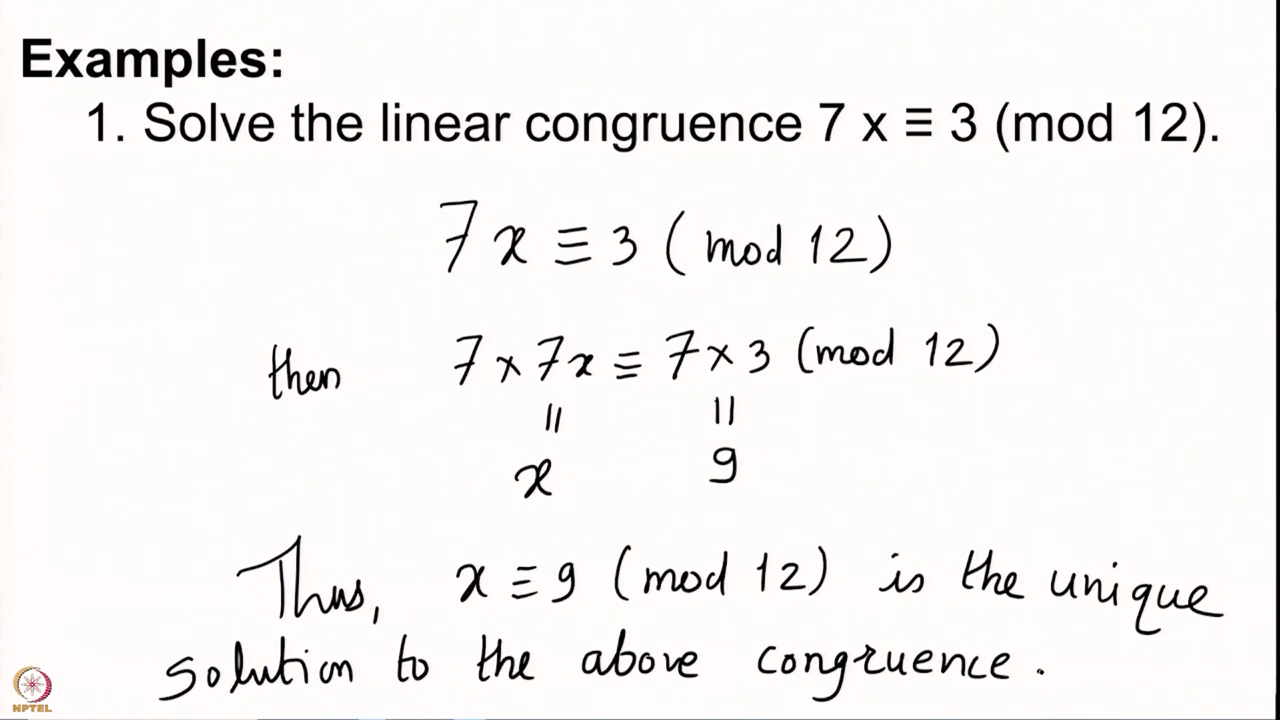 Examples:
1. Solve the linear congruence 7 x ≡ 3 (mod 12).
7 x ≡ 3 ( mod 12)
then 7 × 7x ≡ 7 × 3 (mod 12)
= =
x 9
Thus, x ≡ 9 (mod 12) is the unique
solution to the above congruence.
NPTEL